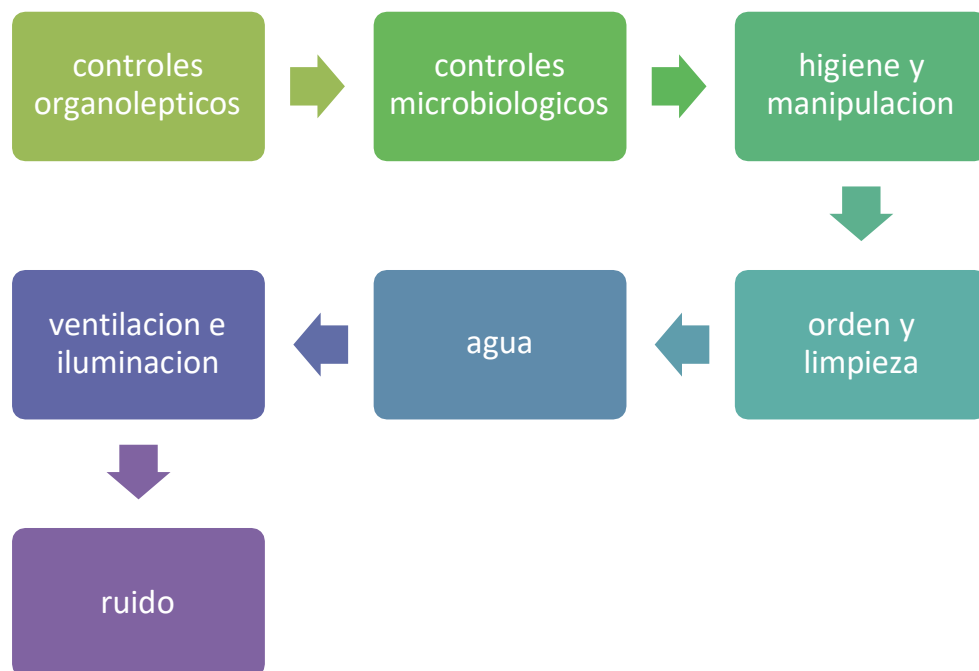 controles
organolepticos
controles
microbiologicos
higiene y
manipulacion
orden y
limpieza
agua
ventilacion e
iluminacion
ruido